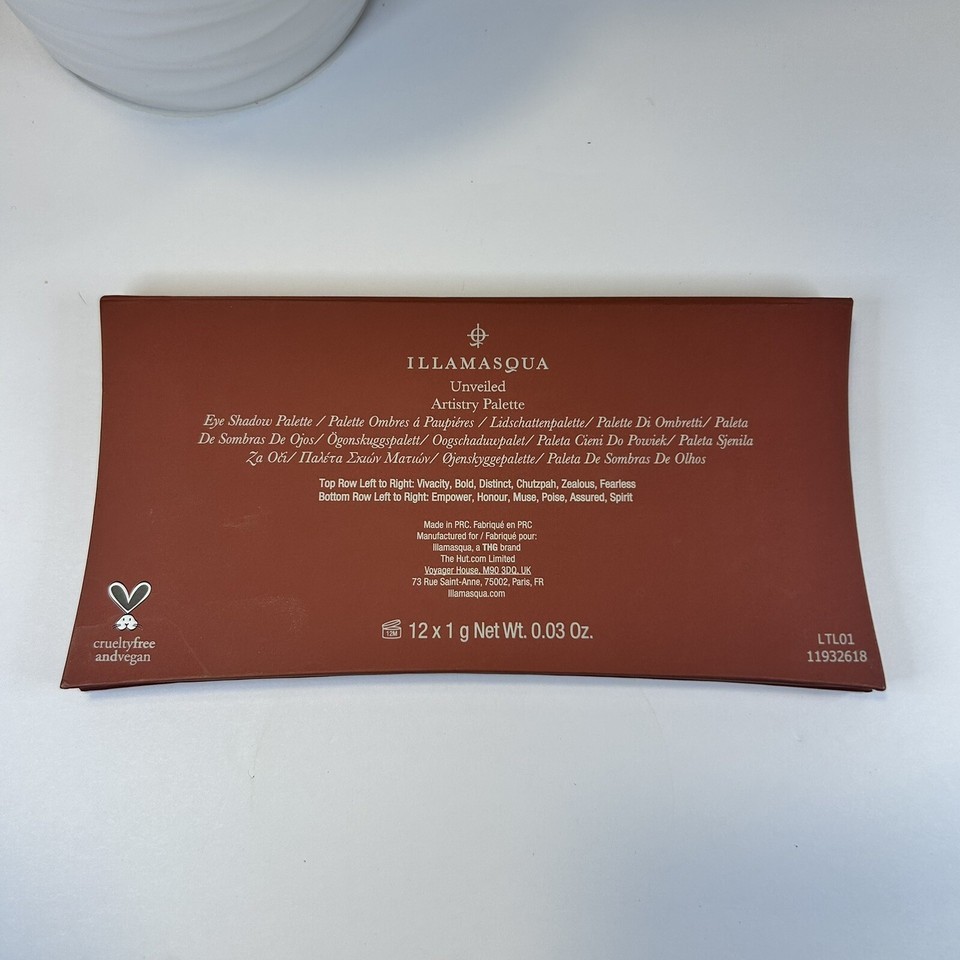 ILLAMASQUA
Unveiled
Artistry Palette
Eye Shadow Palette / Palette Ombres á Paupiéres / Lidschattenpalette/ Palette Di Ombretti/ Paleta
De Sombras De Ojos/ Ögonskuggspalett/ Oogschaduwpalet/ Paleta Cieni Do Powiek/ Paleta Sjenila
Za Oči/ Παλέτα Σκιών Ματιών/ Øjenskyggepalette/ Paleta De Sombras De Olhos
Top Row Left to Right: Vivacity, Bold, Distinct, Chutzpah, Zealous, Fearless
Bottom Row Left to Right: Empower, Honour, Muse, Poise, Assured, Spirit
Made in PRC. Fabriqué en PRC
Manufactured for / Fabriqué pour:
Illamasqua, a THG brand
The Hut.com Limited
Voyager House, M90 3DQ, UK
73 Rue Saint-Anne, 75002, Paris, FR
Illamasqua.com
12M 12 x 1 g Net Wt. 0.03 Oz.
crueltyfree
andvegan
LTL01
11932618